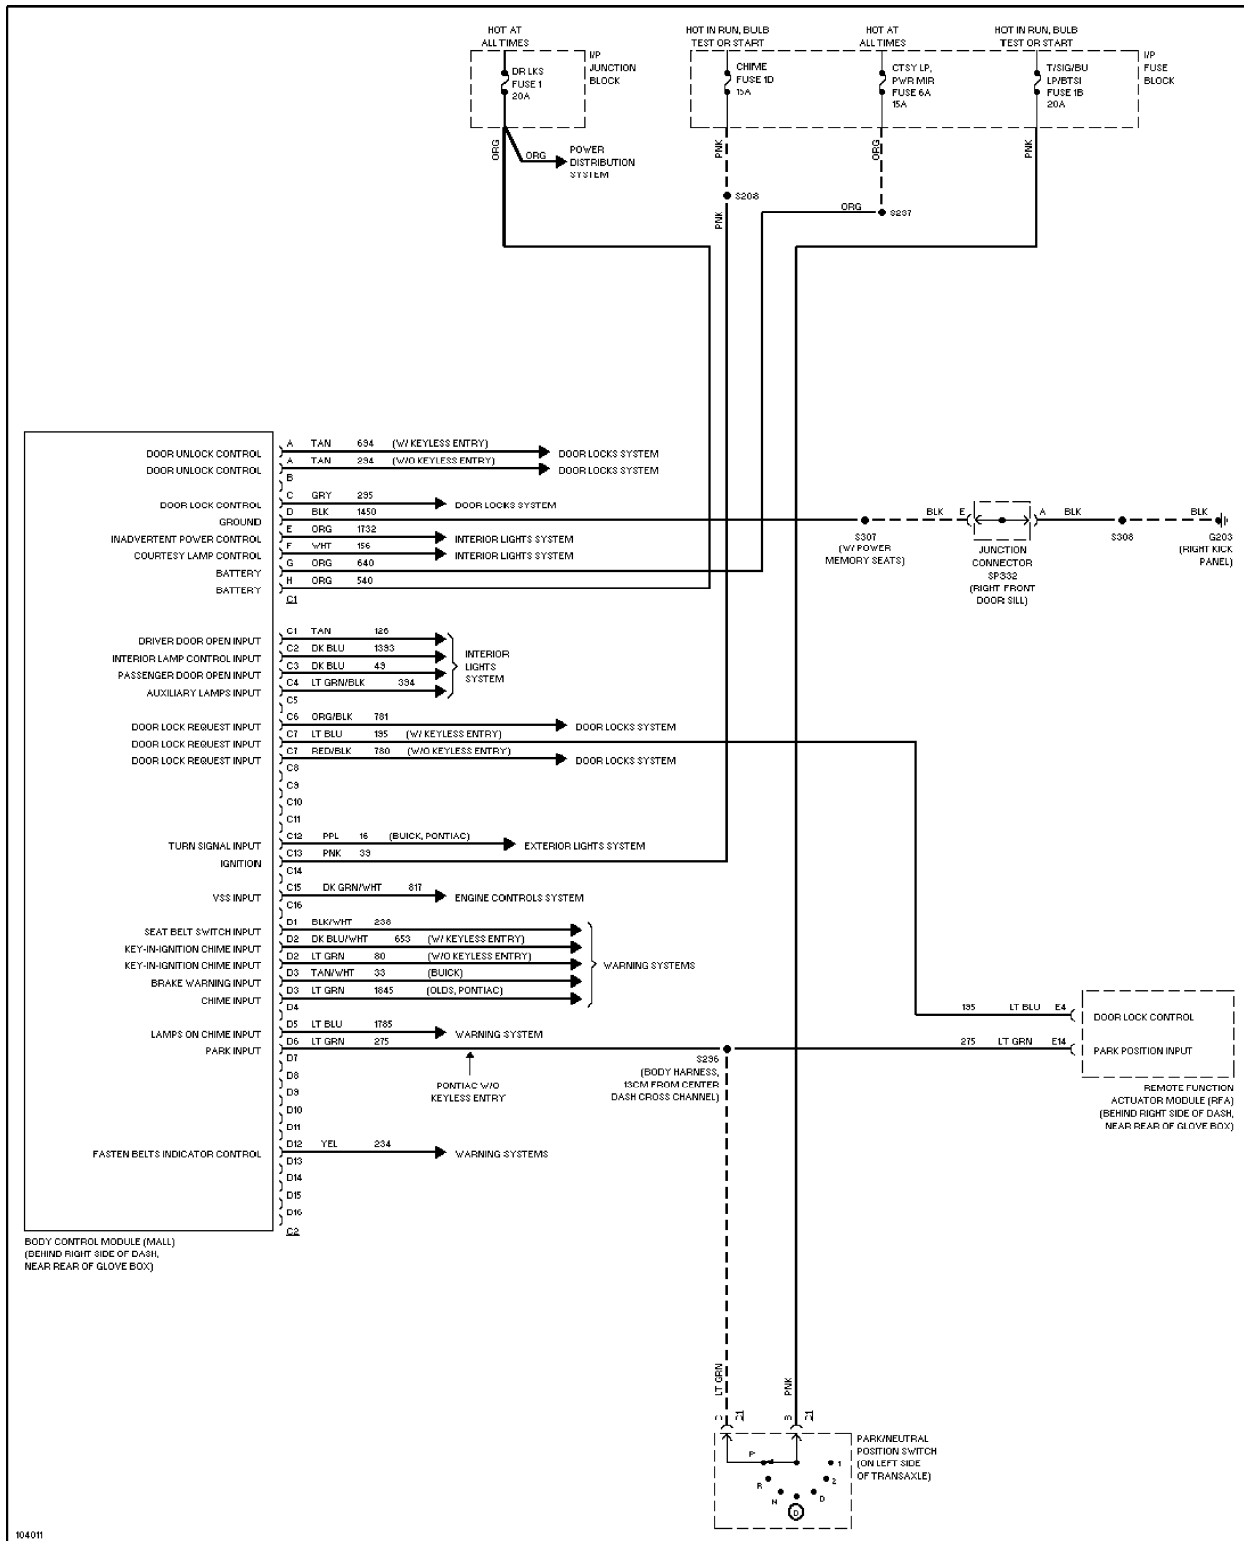 HOT AT
ALL TIMES
HOT IN RUN, BULB
TEST OR START
HOT AT
ALL TIMES
HOT IN RUN, BULB
TEST OR START
DR LKS
FUSE 1
20A
I/P
JUNCTION
BLOCK
CHIME
FUSE 1D
15A
CTSY LP,
PWR MIR
FUSE 6A
15A
T/SIG/BU
LP/BTSI
FUSE 1B
20A
I/P
FUSE
BLOCK
ORG
ORG
POWER
DISTRIBUTION
SYSTEM
PNK
ORG
PNK
S208
PNK
ORG
S237
DOOR UNLOCK CONTROL A TAN 694 (W/ KEYLESS ENTRY) DOOR LOCKS SYSTEM
DOOR UNLOCK CONTROL A TAN 294 (W/O KEYLESS ENTRY) DOOR LOCKS SYSTEM
B
DOOR LOCK CONTROL C GRY 295 DOOR LOCKS SYSTEM
GROUND D BLK 1450
INADVERTENT POWER CONTROL E ORG 1732 INTERIOR LIGHTS SYSTEM
COURTESY LAMP CONTROL F WHT 156 INTERIOR LIGHTS SYSTEM
BATTERY G ORG 640
BATTERY H ORG 540
C1
S307
(W/ POWER
MEMORY SEATS)
BLK E
A BLK
JUNCTION
CONNECTOR
SP332
(RIGHT FRONT
DOOR SILL)
S308
BLK
G203
(RIGHT KICK
PANEL)
DRIVER DOOR OPEN INPUT C1 TAN 126
INTERIOR LAMP CONTROL INPUT C2 DK BLU 1393
PASSENGER DOOR OPEN INPUT C3 DK BLU 49
AUXILIARY LAMPS INPUT C4 LT GRN/BLK 394
INTERIOR
LIGHTS
SYSTEM
C5
DOOR LOCK REQUEST INPUT C6 ORG/BLK 781 DOOR LOCKS SYSTEM
DOOR LOCK REQUEST INPUT C7 LT BLU 195 (W/ KEYLESS ENTRY)
DOOR LOCK REQUEST INPUT C7 RED/BLK 780 (W/O KEYLESS ENTRY) DOOR LOCKS SYSTEM
C8
C9
C10
C11
TURN SIGNAL INPUT C12 PPL 16 (BUICK, PONTIAC) EXTERIOR LIGHTS SYSTEM
IGNITION C13 PNK 39
C14
VSS INPUT C15 DK GRN/WHT 817 ENGINE CONTROLS SYSTEM
C16
SEAT BELT SWITCH INPUT D1 BLK/WHT 238
KEY-IN-IGNITION CHIME INPUT D2 DK BLU/WHT 653 (W/ KEYLESS ENTRY)
KEY-IN-IGNITION CHIME INPUT D2 LT GRN 80 (W/O KEYLESS ENTRY)
BRAKE WARNING INPUT D3 TAN/WHT 33 (BUICK)
CHIME INPUT D3 LT GRN 1845 (OLDS, PONTIAC)
WARNING SYSTEMS
D4
LAMPS ON CHIME INPUT D5 LT BLU 1785 WARNING SYSTEM
PARK INPUT D6 LT GRN 275
D7
D8
D9
D10
D11
FASTEN BELTS INDICATOR CONTROL D12 YEL 234 WARNING SYSTEMS
D13
D14
D15
D16
C2
BODY CONTROL MODULE (MALL)
(BEHIND RIGHT SIDE OF DASH,
NEAR REAR OF GLOVE BOX)
PONTIAC W/O
KEYLESS ENTRY
S296
(BODY HARNESS,
13CM FROM CENTER
DASH CROSS CHANNEL)
195 LT BLU E4 DOOR LOCK CONTROL
275 LT GRN E14 PARK POSITION INPUT
REMOTE FUNCTION
ACTUATOR MODULE (RFA)
(BEHIND RIGHT SIDE OF DASH,
NEAR REAR OF GLOVE BOX)
LT GRN
PNK
PARK/NEUTRAL
POSITION SWITCH
(ON LEFT SIDE
OF TRANSAXLE)
P
R
N
D
D
2
1
104011